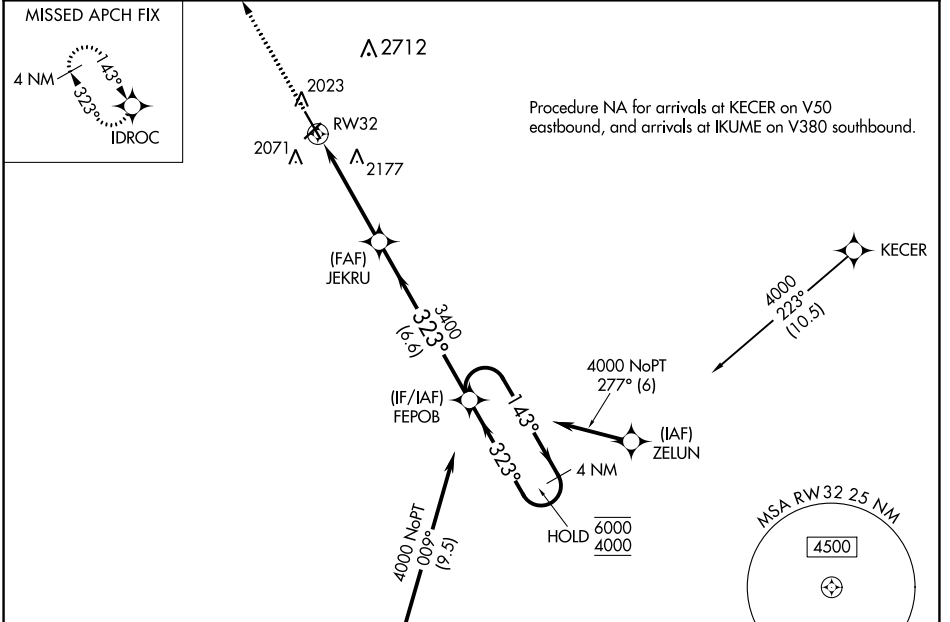 MISSED APCH FIX
4 NM
143°
323°
IDROC
2712
2023
RW32
2071
2177
Procedure NA for arrivals at KECER on V50
eastbound, and arrivals at IKUME on V380 southbound.
(FAF)
JEKRU
KECER
4000
223°
(10.5)
3400
323°
(6.6)
4000 NoPT
277° (6)
(IF/IAF)
FEPOB
143°
323°
(IAF)
ZELUN
4 NM
HOLD
6000
4000
4000 NoPT
009°
(9.5)
MSA RW32 25 NM
4500